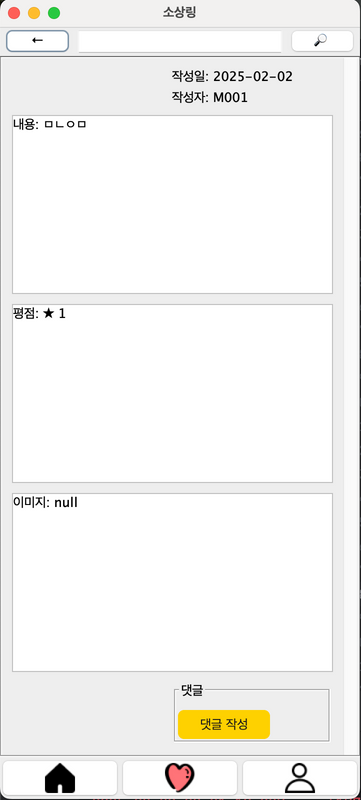 소상링
←
작성일: 2025-02-02
작성자: M001
내용: ㅁㄴㅇㅁ
평점: ★ 1
이미지: null
댓글
댓글 작성